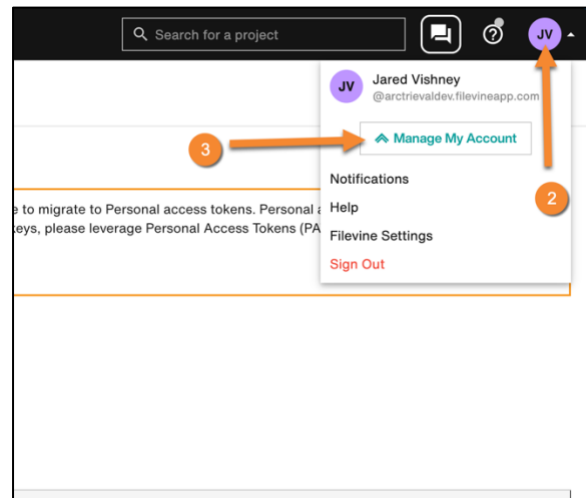 Search for a project
JV
JV
Jared Vishney
@arctrievaldev.filevineapp.com
3
Manage My Account
2
Notifications
e to migrate to Personal access tokens. Personal a
Help
keys, please leverage Personal Access Tokens (PA
Filevine Settings
Sign Out